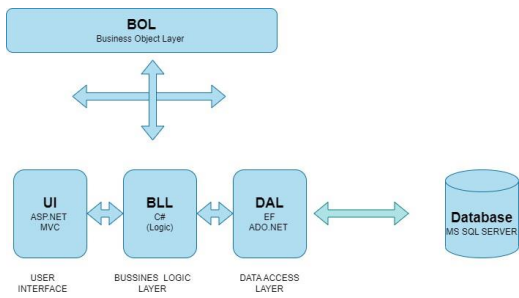 BOL
Business Object Layer
UI
ASP.NET
MVC
BLL
C#
(Logic)
DAL
EF
ADO.NET
Database
MS SQL SERVER
USER
INTERFACE
BUSSINES LOGIC
LAYER
DATA ACCESS
LAYER